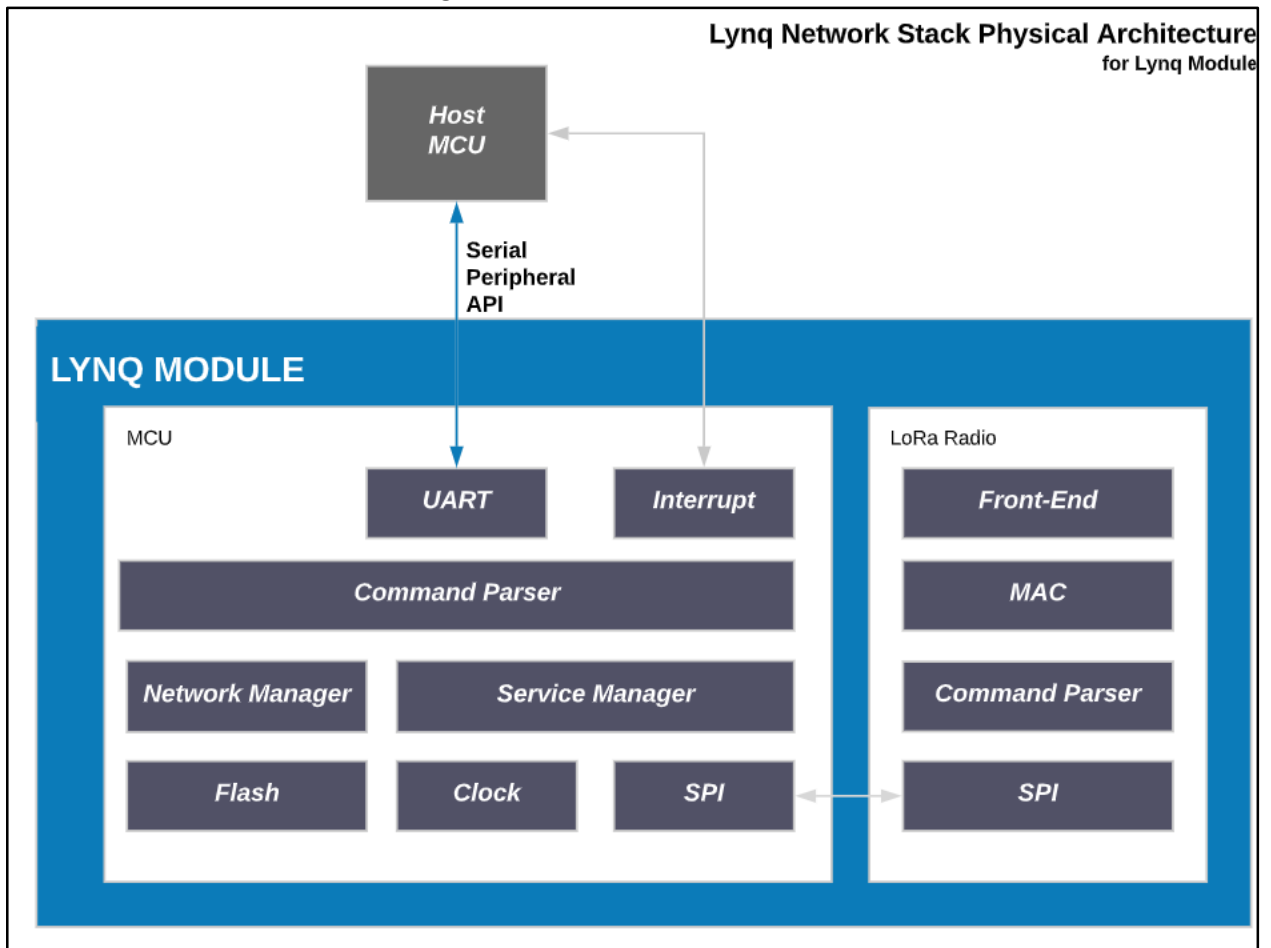 Lynq Network Stack Physical Architecture
for Lynq Module
Host
MCU
Serial
Peripheral
API
LYNQ MODULE
MCU
LoRa Radio
UART
Interrupt
Front-End
Command Parser
MAC
Network Manager
Service Manager
Command Parser
Flash
Clock
SPI
SPI